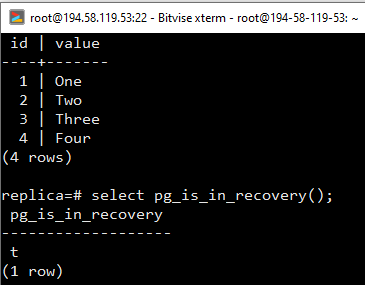 root@194.58.119.53:22 - Bitvise xterm - root@194-58-119-53: ~
id | value
----+-------
1 | One
2 | Two
3 | Three
4 | Four
(4 rows)
replica=# select pg_is_in_recovery();
pg_is_in_recovery
-------------------
t
(1 row)